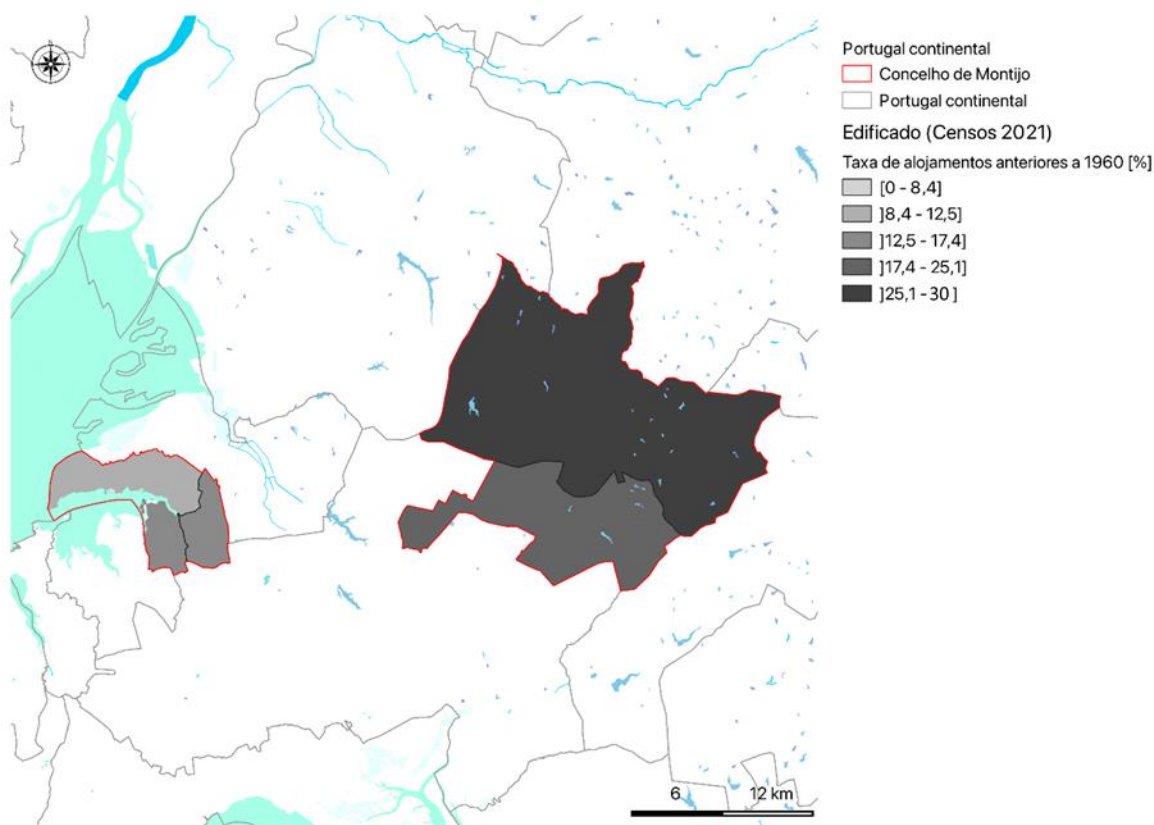 Portugal continental
Concelho de Montijo
Portugal continental
Edificado (Censos 2021)
Taxa de alojamentos anteriores a 1960 [%]
[0 - 8,4]
]8,4 - 12,5]
]12,5 - 17,4]
]17,4 - 25,1]
]25,1 - 30 ]
6 12 km